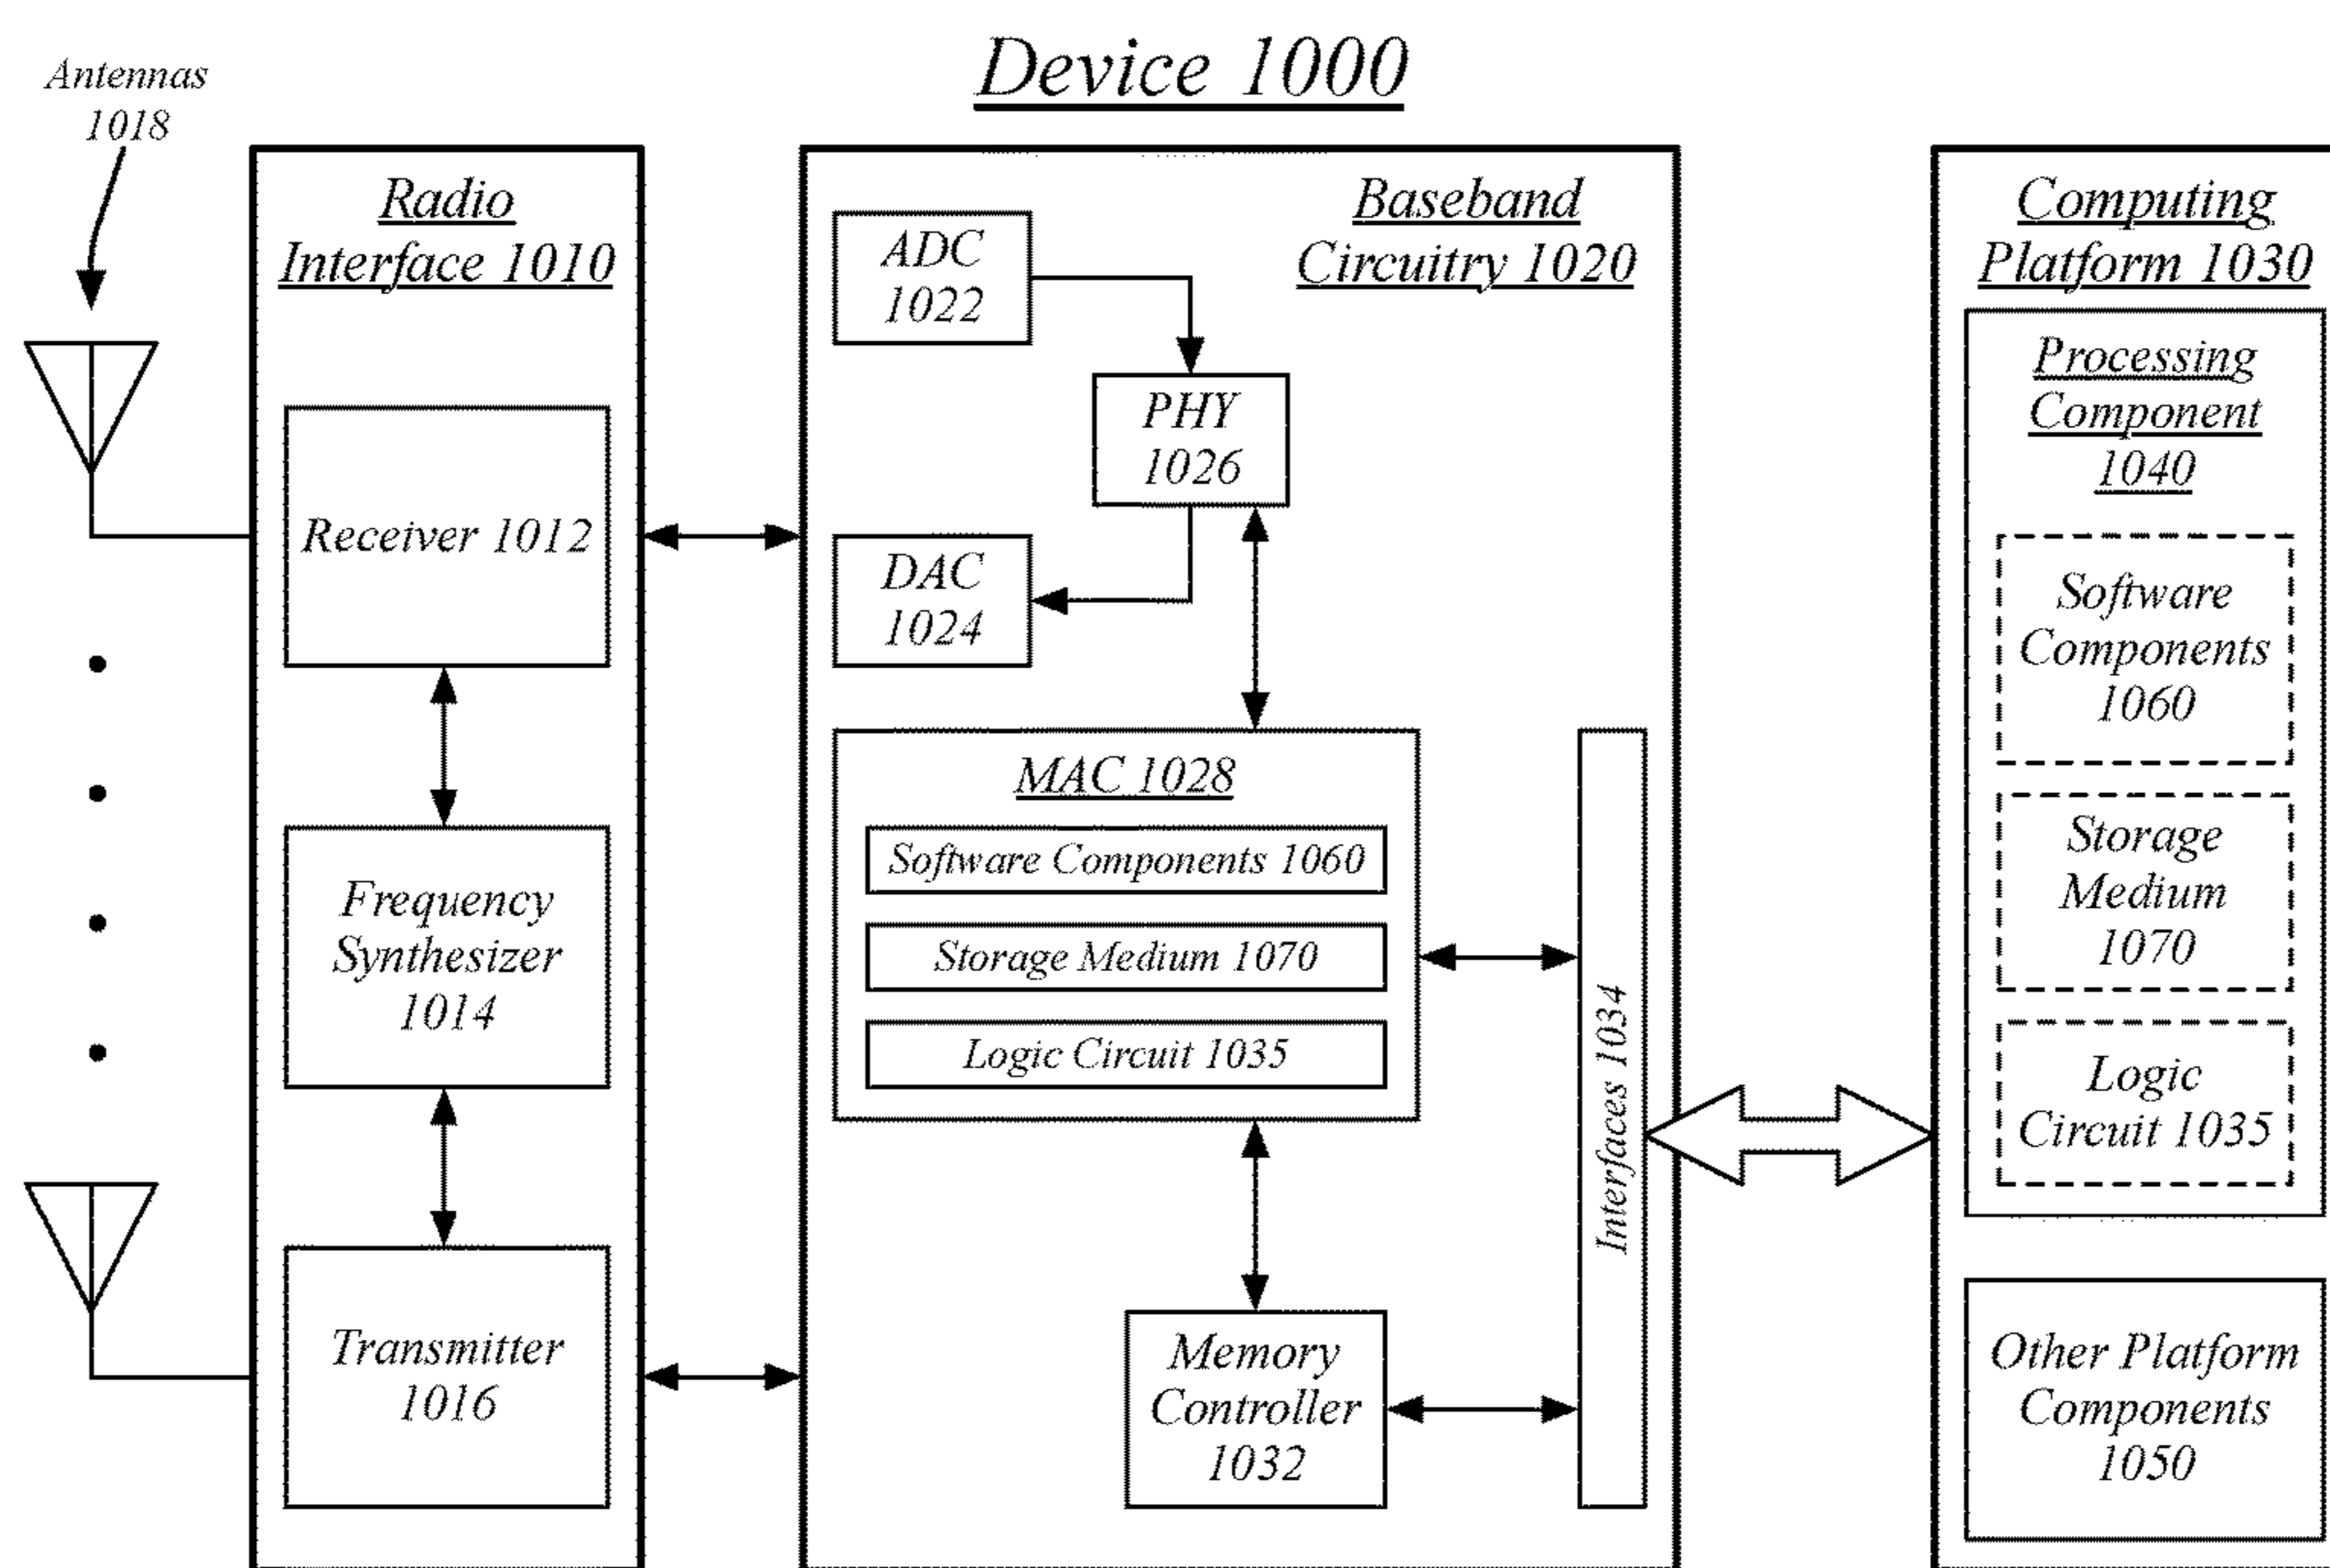 Device 1000
Antennas
1018
Radio
Interface 1010
Receiver 1012
Frequency
Synthesizer
1014
Transmitter
1016
Baseband
Circuitry 1020
ADC
1022
PHY
1026
DAC
1024
MAC 1028
Software Components 1060
Storage Medium 1070
Logic Circuit 1035
Interfaces 1034
Memory
Controller
1032
Computing
Platform 1030
Processing
Component
1040
Software
Components
1060
Storage
Medium
1070
Logic
Circuit 1035
Other Platform
Components
1050